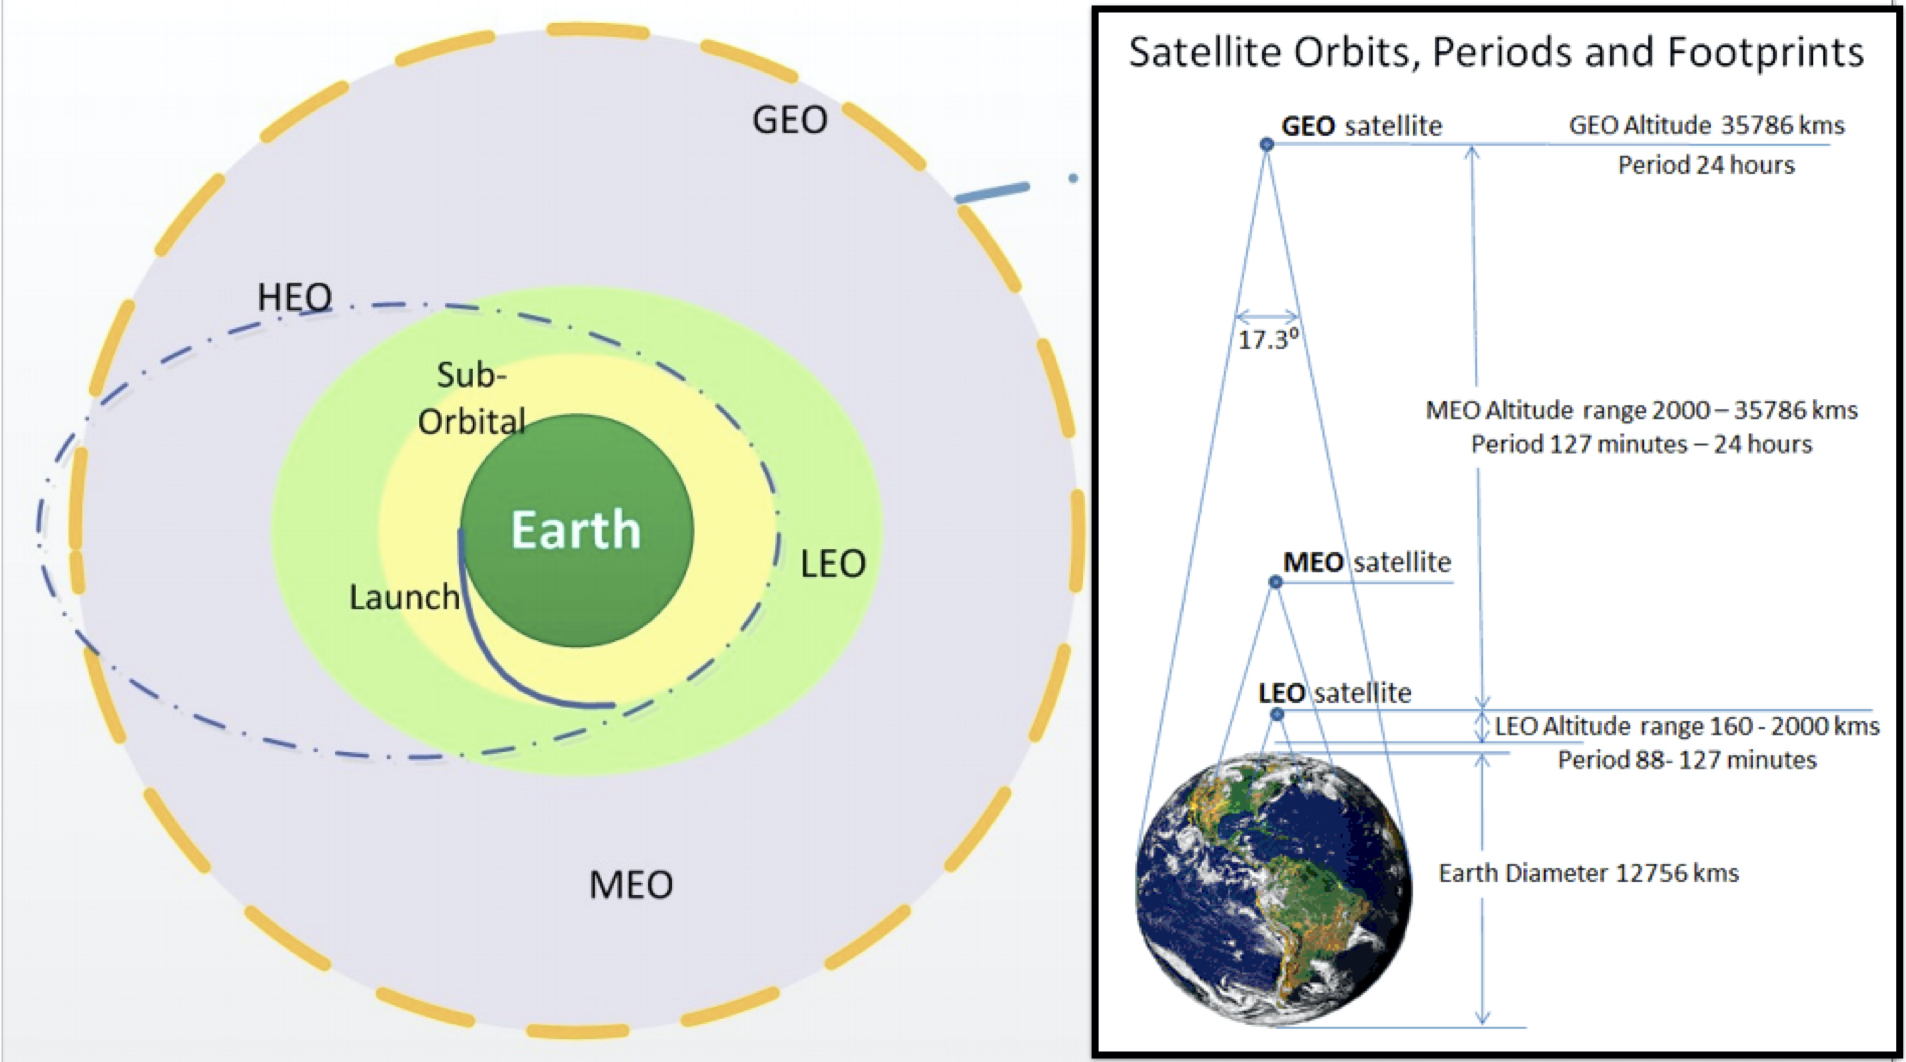 GEO
HEO
Sub-
Orbital
Earth
LEO
Launch
MEO
Satellite Orbits, Periods and Footprints
GEO satellite
GEO Altitude 35786 kms
Period 24 hours
17.3⁰
MEO Altitude range 2000 – 35786 kms
Period 127 minutes – 24 hours
MEO satellite
LEO satellite
LEO Altitude range 160 - 2000 kms
Period 88- 127 minutes
Earth Diameter 12756 kms